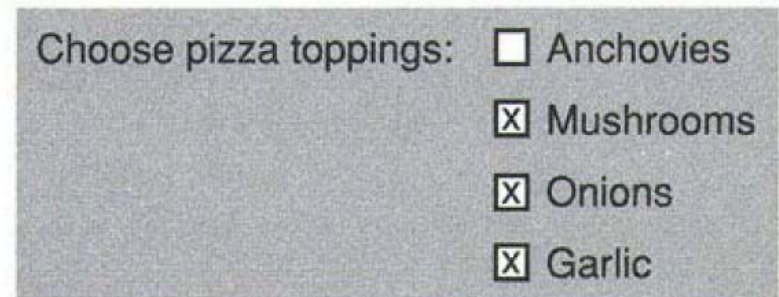 Choose pizza toppings: ☐ Anchovies
☒ Mushrooms
☒ Onions
☒ Garlic